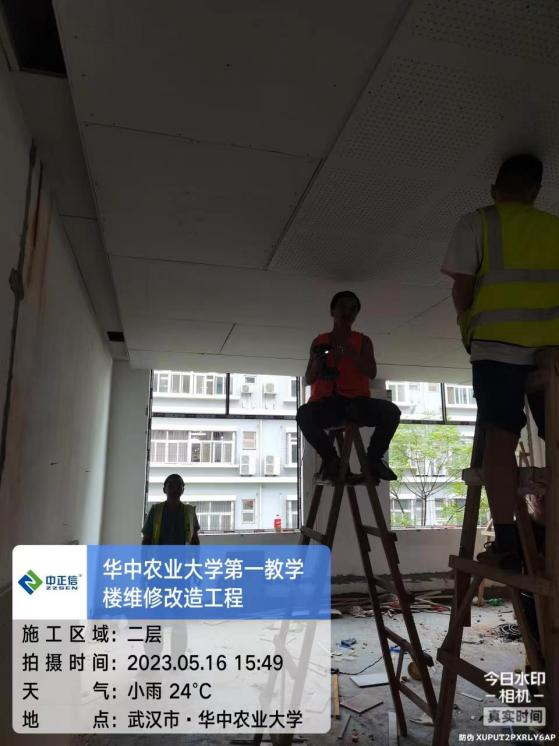 中正信®
ZZSEN
华中农业大学第一教学
楼维修改造工程
施工区域：二层
拍摄时间：2023.05.16 15:49
天气：小雨 24°C
地点：武汉市·华中农业大学
今日水印
-相机-
真实时间
防伪 XUPUT2PXRLY6AP